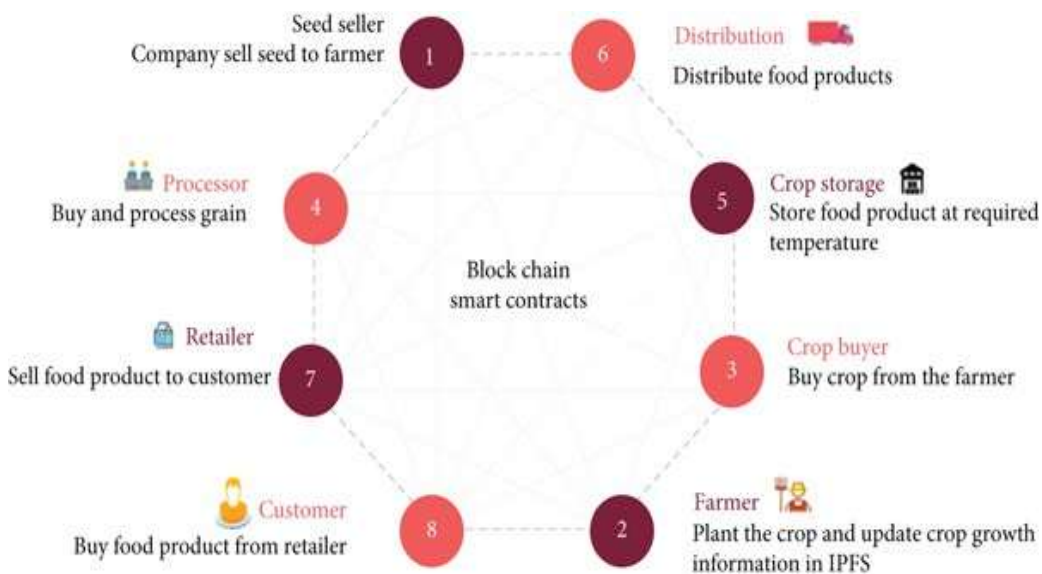 Seed seller
Company sell seed to farmer
1
6
Distribution
Distribute food products
Processor
Buy and process grain
4
5
Crop storage
Store food product at required
temperature
Block chain
smart contracts
Retailer
Sell food product to customer
7
3
Crop buyer
Buy crop from the farmer
Customer
Buy food product from retailer
8
2
Farmer
Plant the crop and update crop growth
information in IPFS